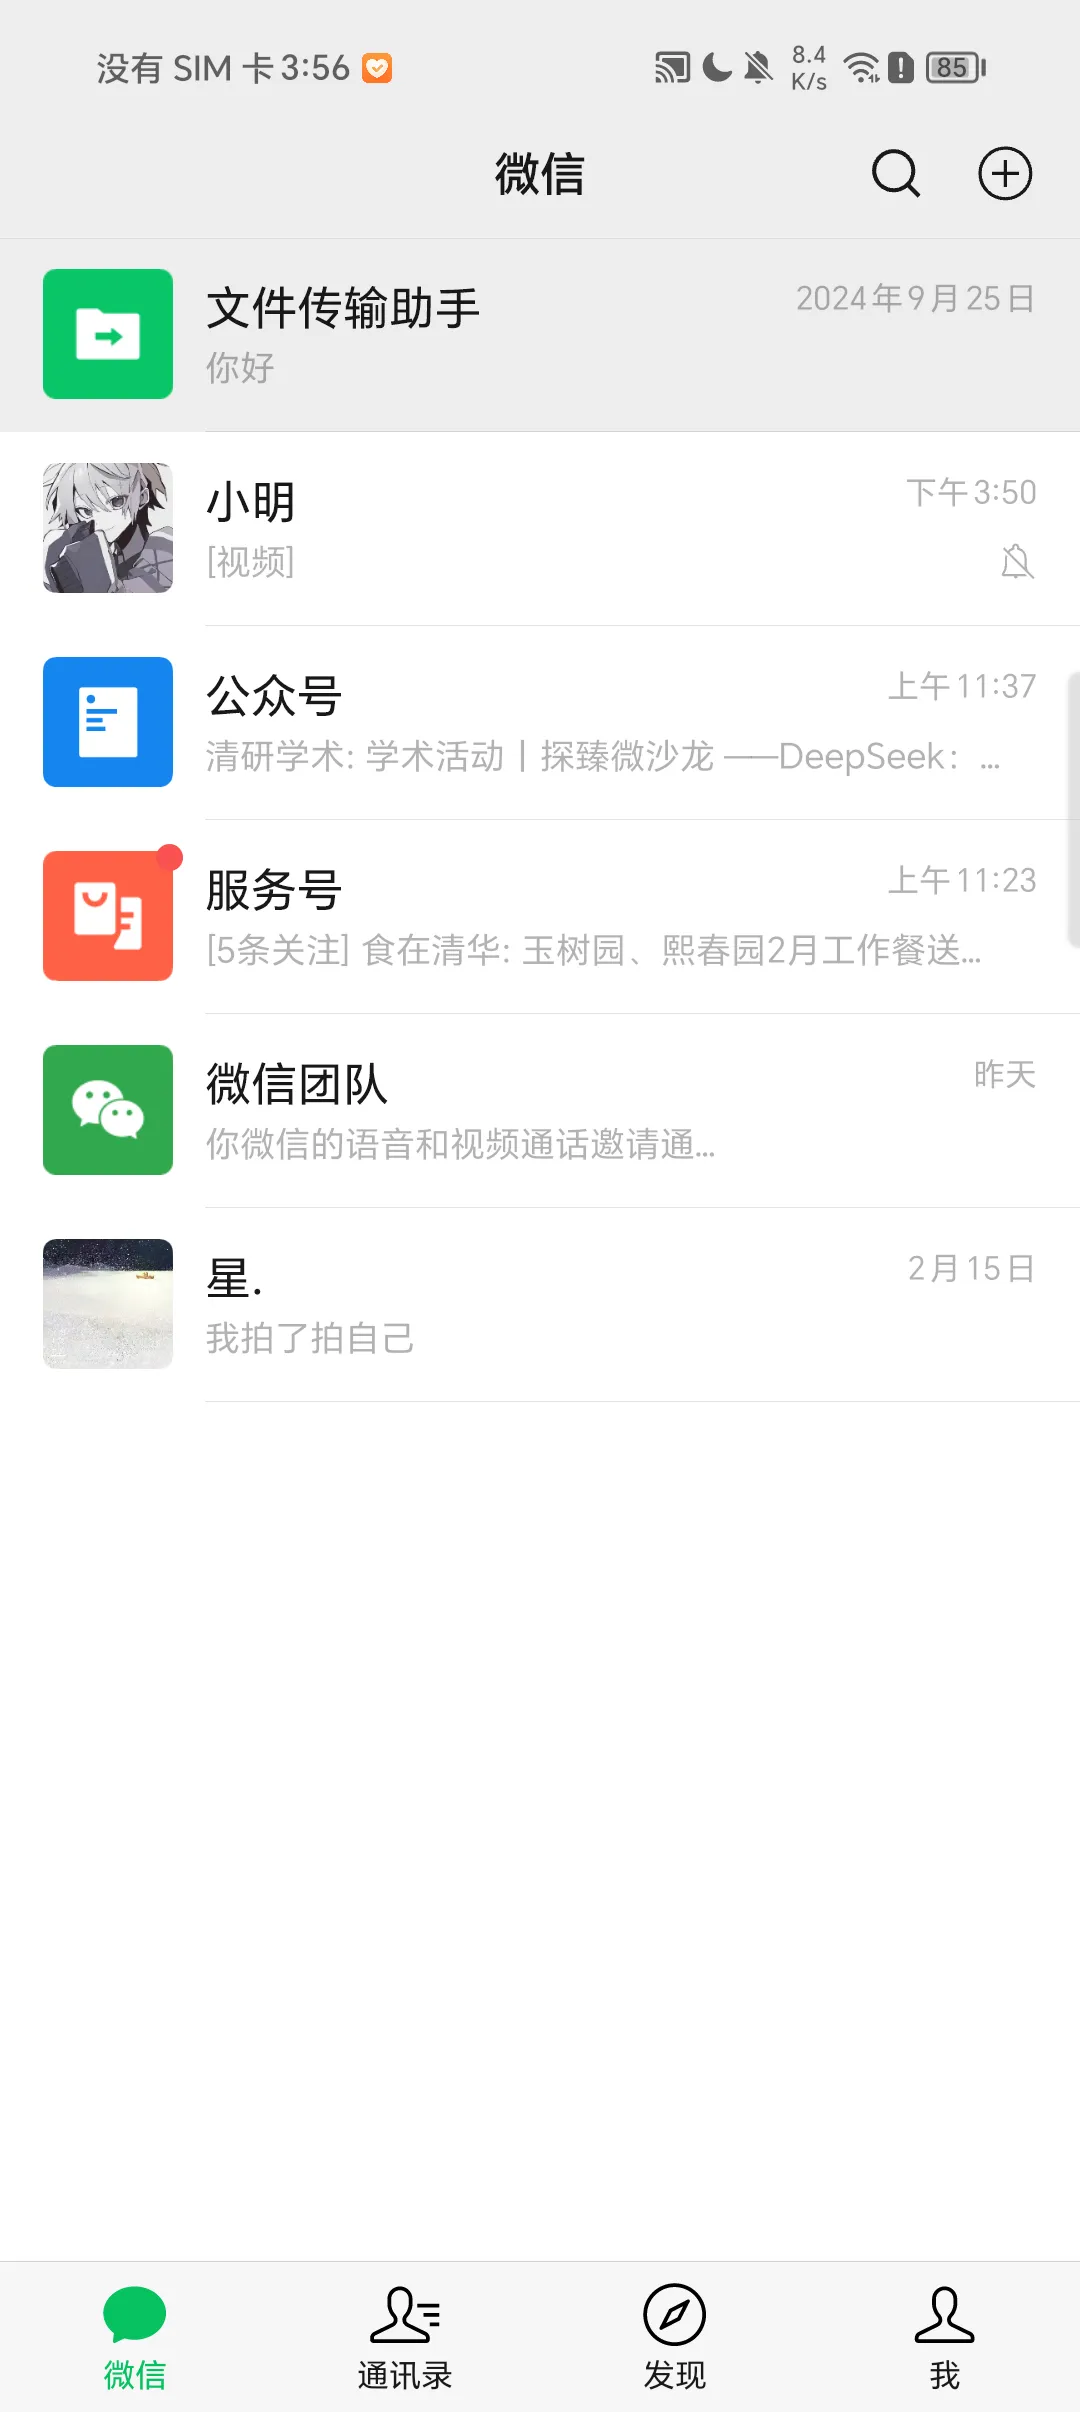 没有 SIM 卡 3:56
8.4
K/s
85
微信
文件传输助手
2024年9月25日
你好
小明
下午3:50
[视频]
公众号
上午11:37
清研学术: 学术活动丨探臻微沙龙 ——DeepSeek：...
服务号
上午11:23
[5条关注] 食在清华: 玉树园、熙春园2月工作餐送...
微信团队
昨天
你微信的语音和视频通话邀请通...
星.
2月15日
我拍了拍自己
微信
通讯录
发现
我